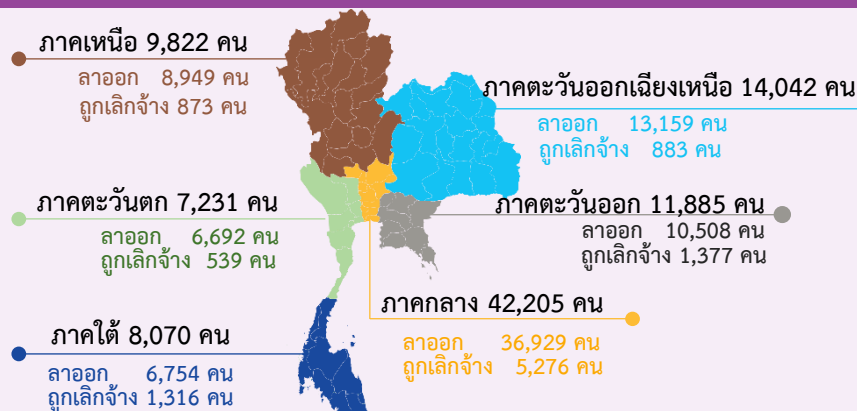 ภาคเหนือ 9,822 คน
ลาออก 8,949 คน
ถูกเลิกจ้าง 873 คน
ภาคตะวันออกเฉียงเหนือ 14,042 คน
ลาออก 13,159 คน
ถูกเลิกจ้าง 883 คน
ภาคตะวันตก 7,231 คน
ลาออก 6,692 คน
ถูกเลิกจ้าง 539 คน
ภาคตะวันออก 11,885 คน
ลาออก 10,508 คน
ถูกเลิกจ้าง 1,377 คน
ภาคกลาง 42,205 คน
ลาออก 36,929 คน
ถูกเลิกจ้าง 5,276 คน
ภาคใต้ 8,070 คน
ลาออก 6,754 คน
ถูกเลิกจ้าง 1,316 คน